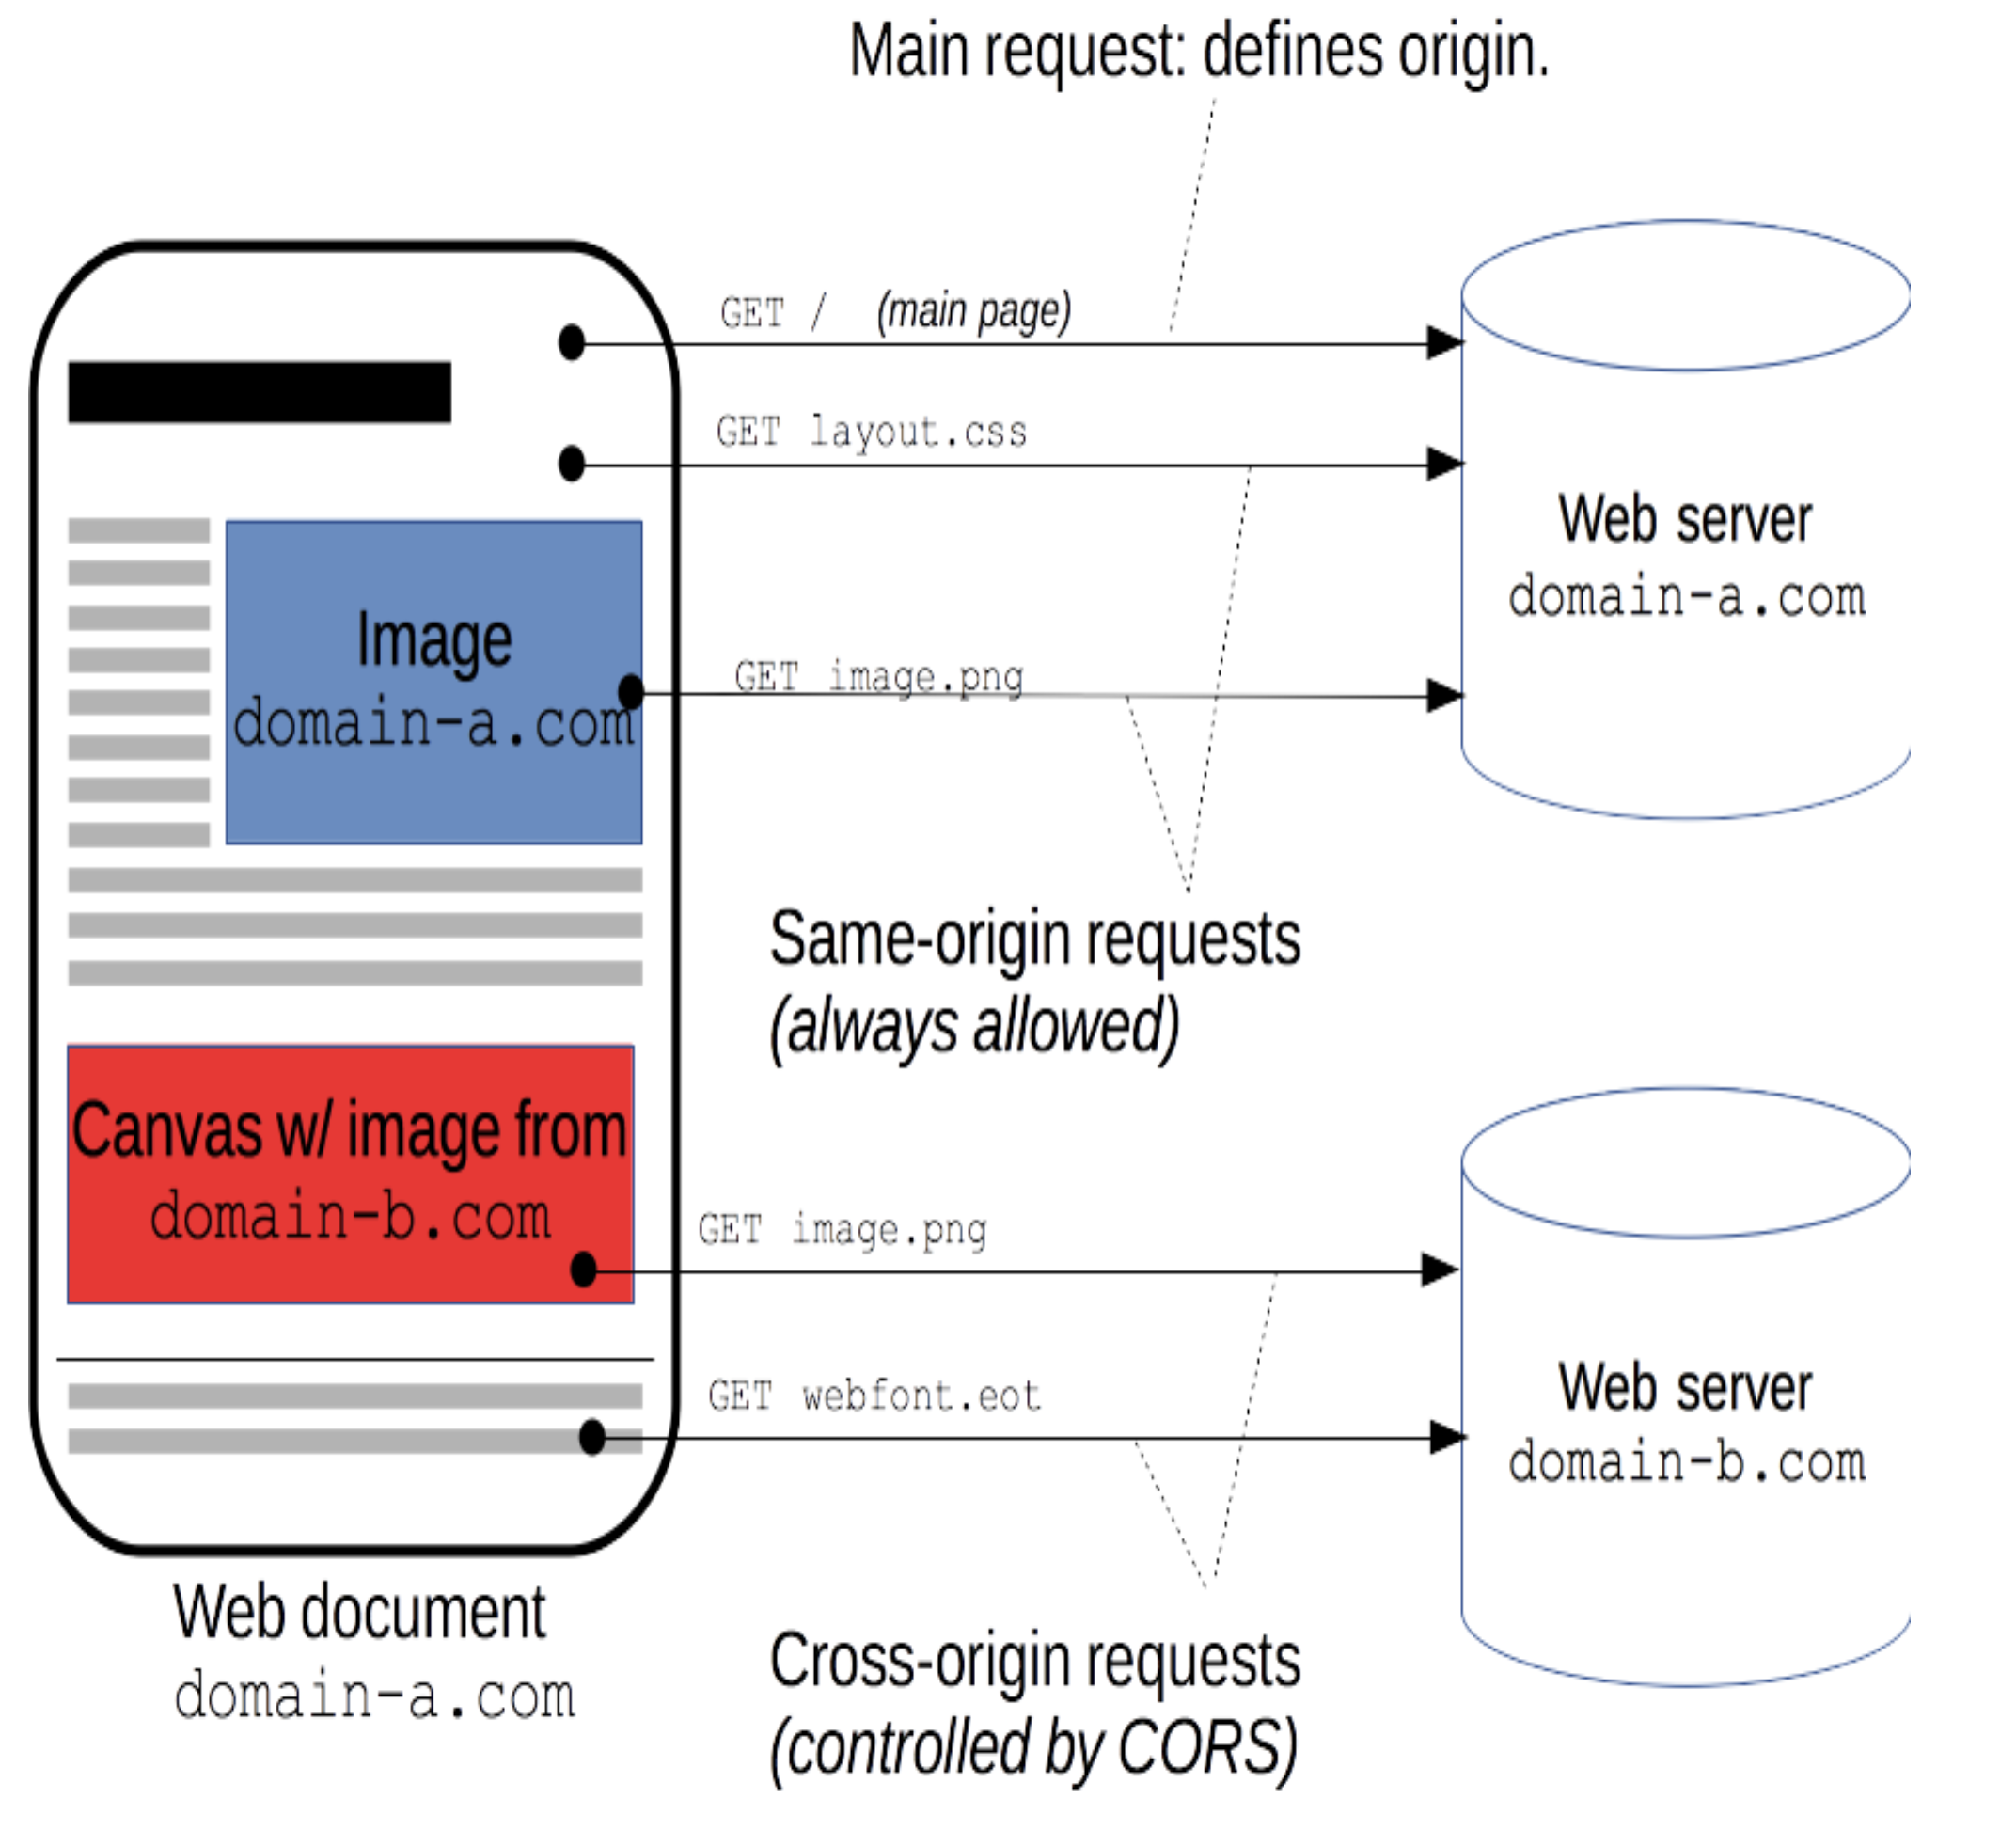 Main request: defines origin.
GET / (main page)
GET layout.css
Web server
domain-a.com
Image
domain-a.com
GET image.png
Same-origin requests
(always allowed)
Canvas w/ image from
domain-b.com
GET image.png
GET webfont.eot
Web server
domain-b.com
Web document
domain-a.com
Cross-origin requests
(controlled by CORS)